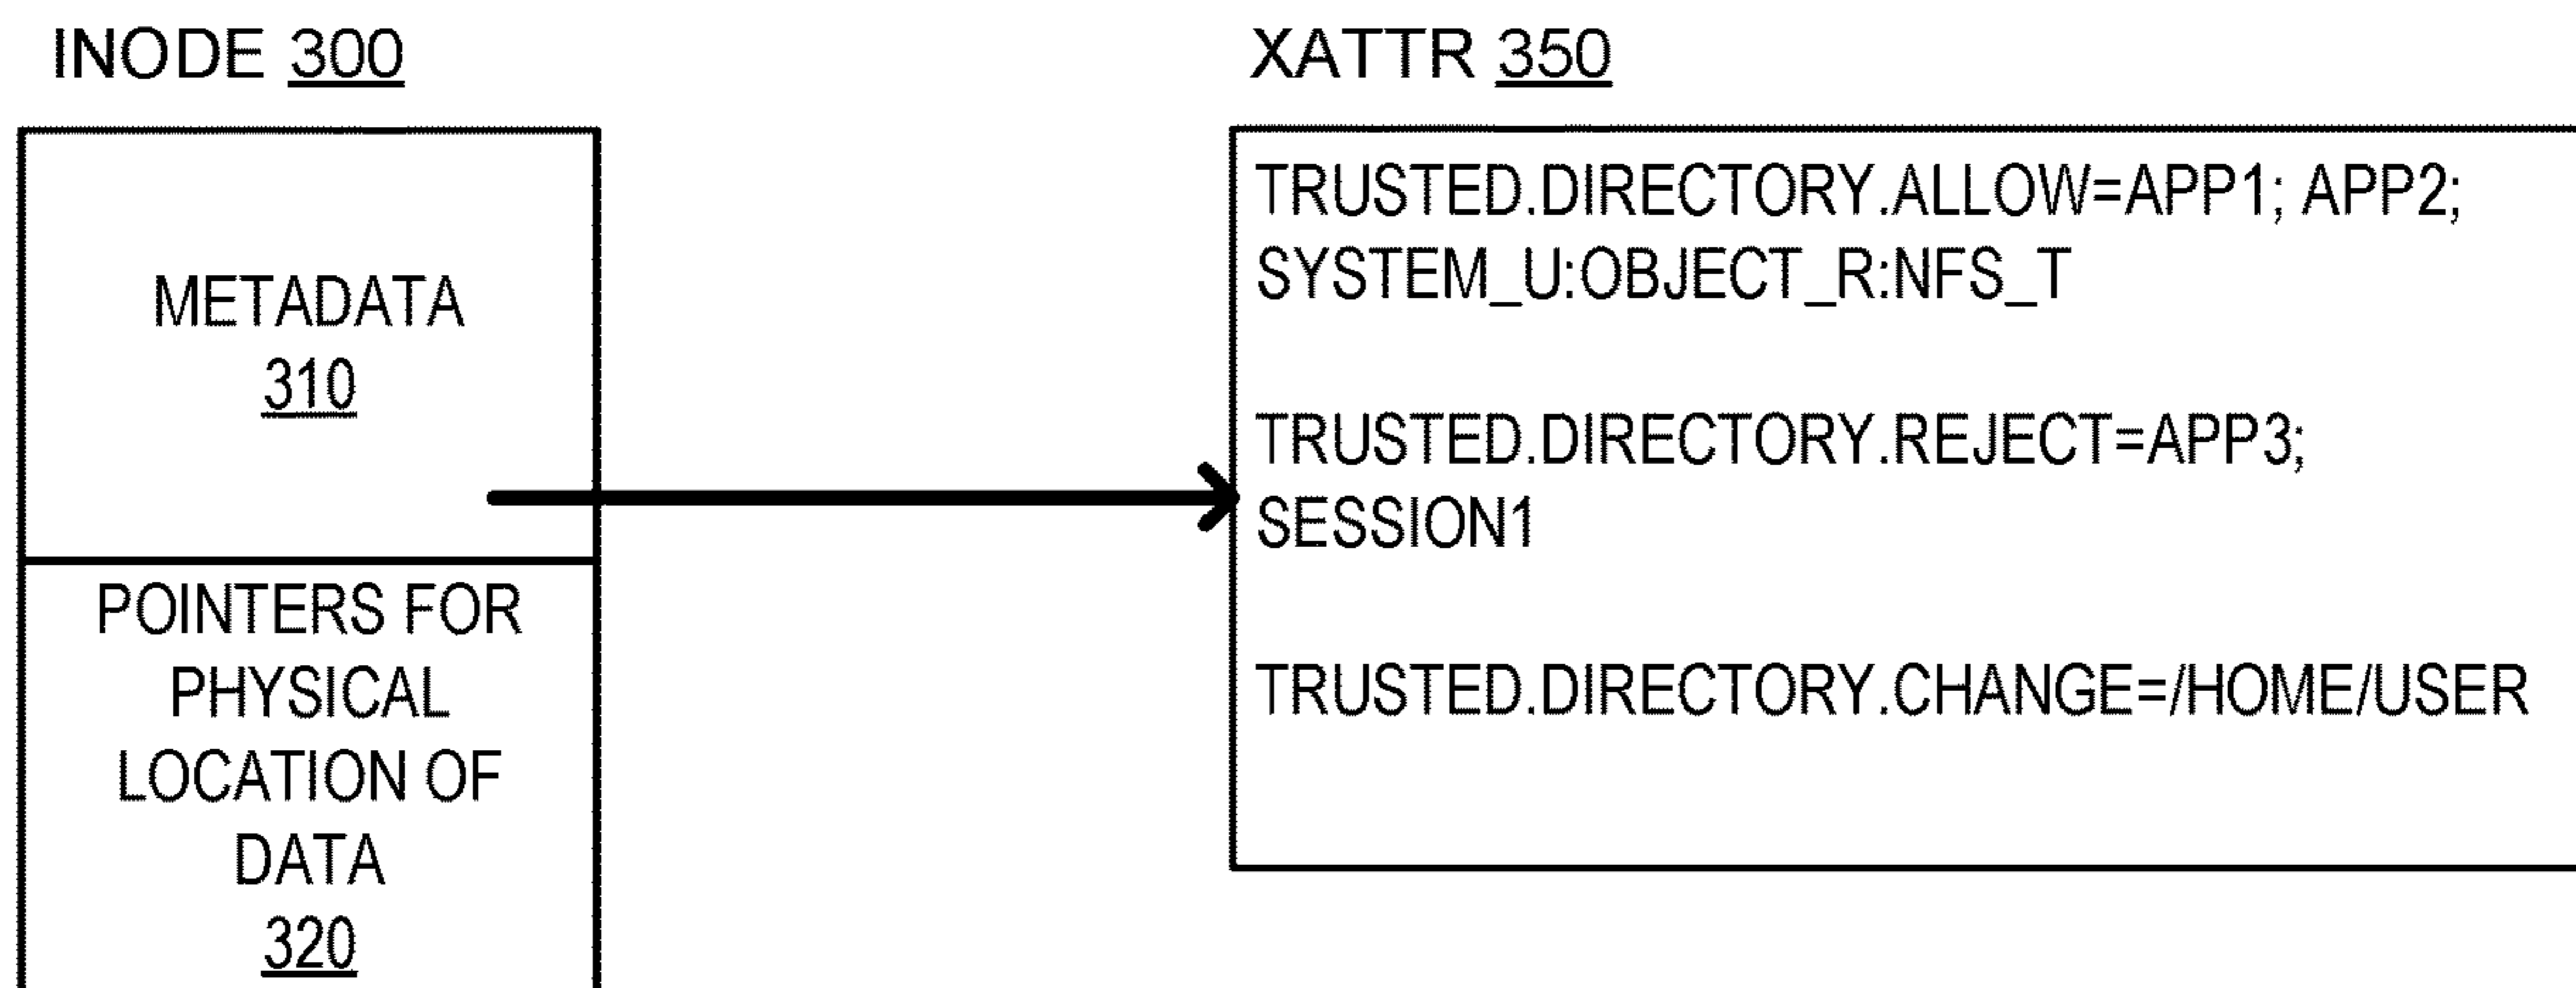 INODE 300
METADATA
310
POINTERS FOR
PHYSICAL
LOCATION OF
DATA
320
XATTR 350
TRUSTED.DIRECTORY.ALLOW=APP1; APP2;
SYSTEM_U:OBJECT_R:NFS_T
TRUSTED.DIRECTORY.REJECT=APP3;
SESSION1
TRUSTED.DIRECTORY.CHANGE=/HOME/USER